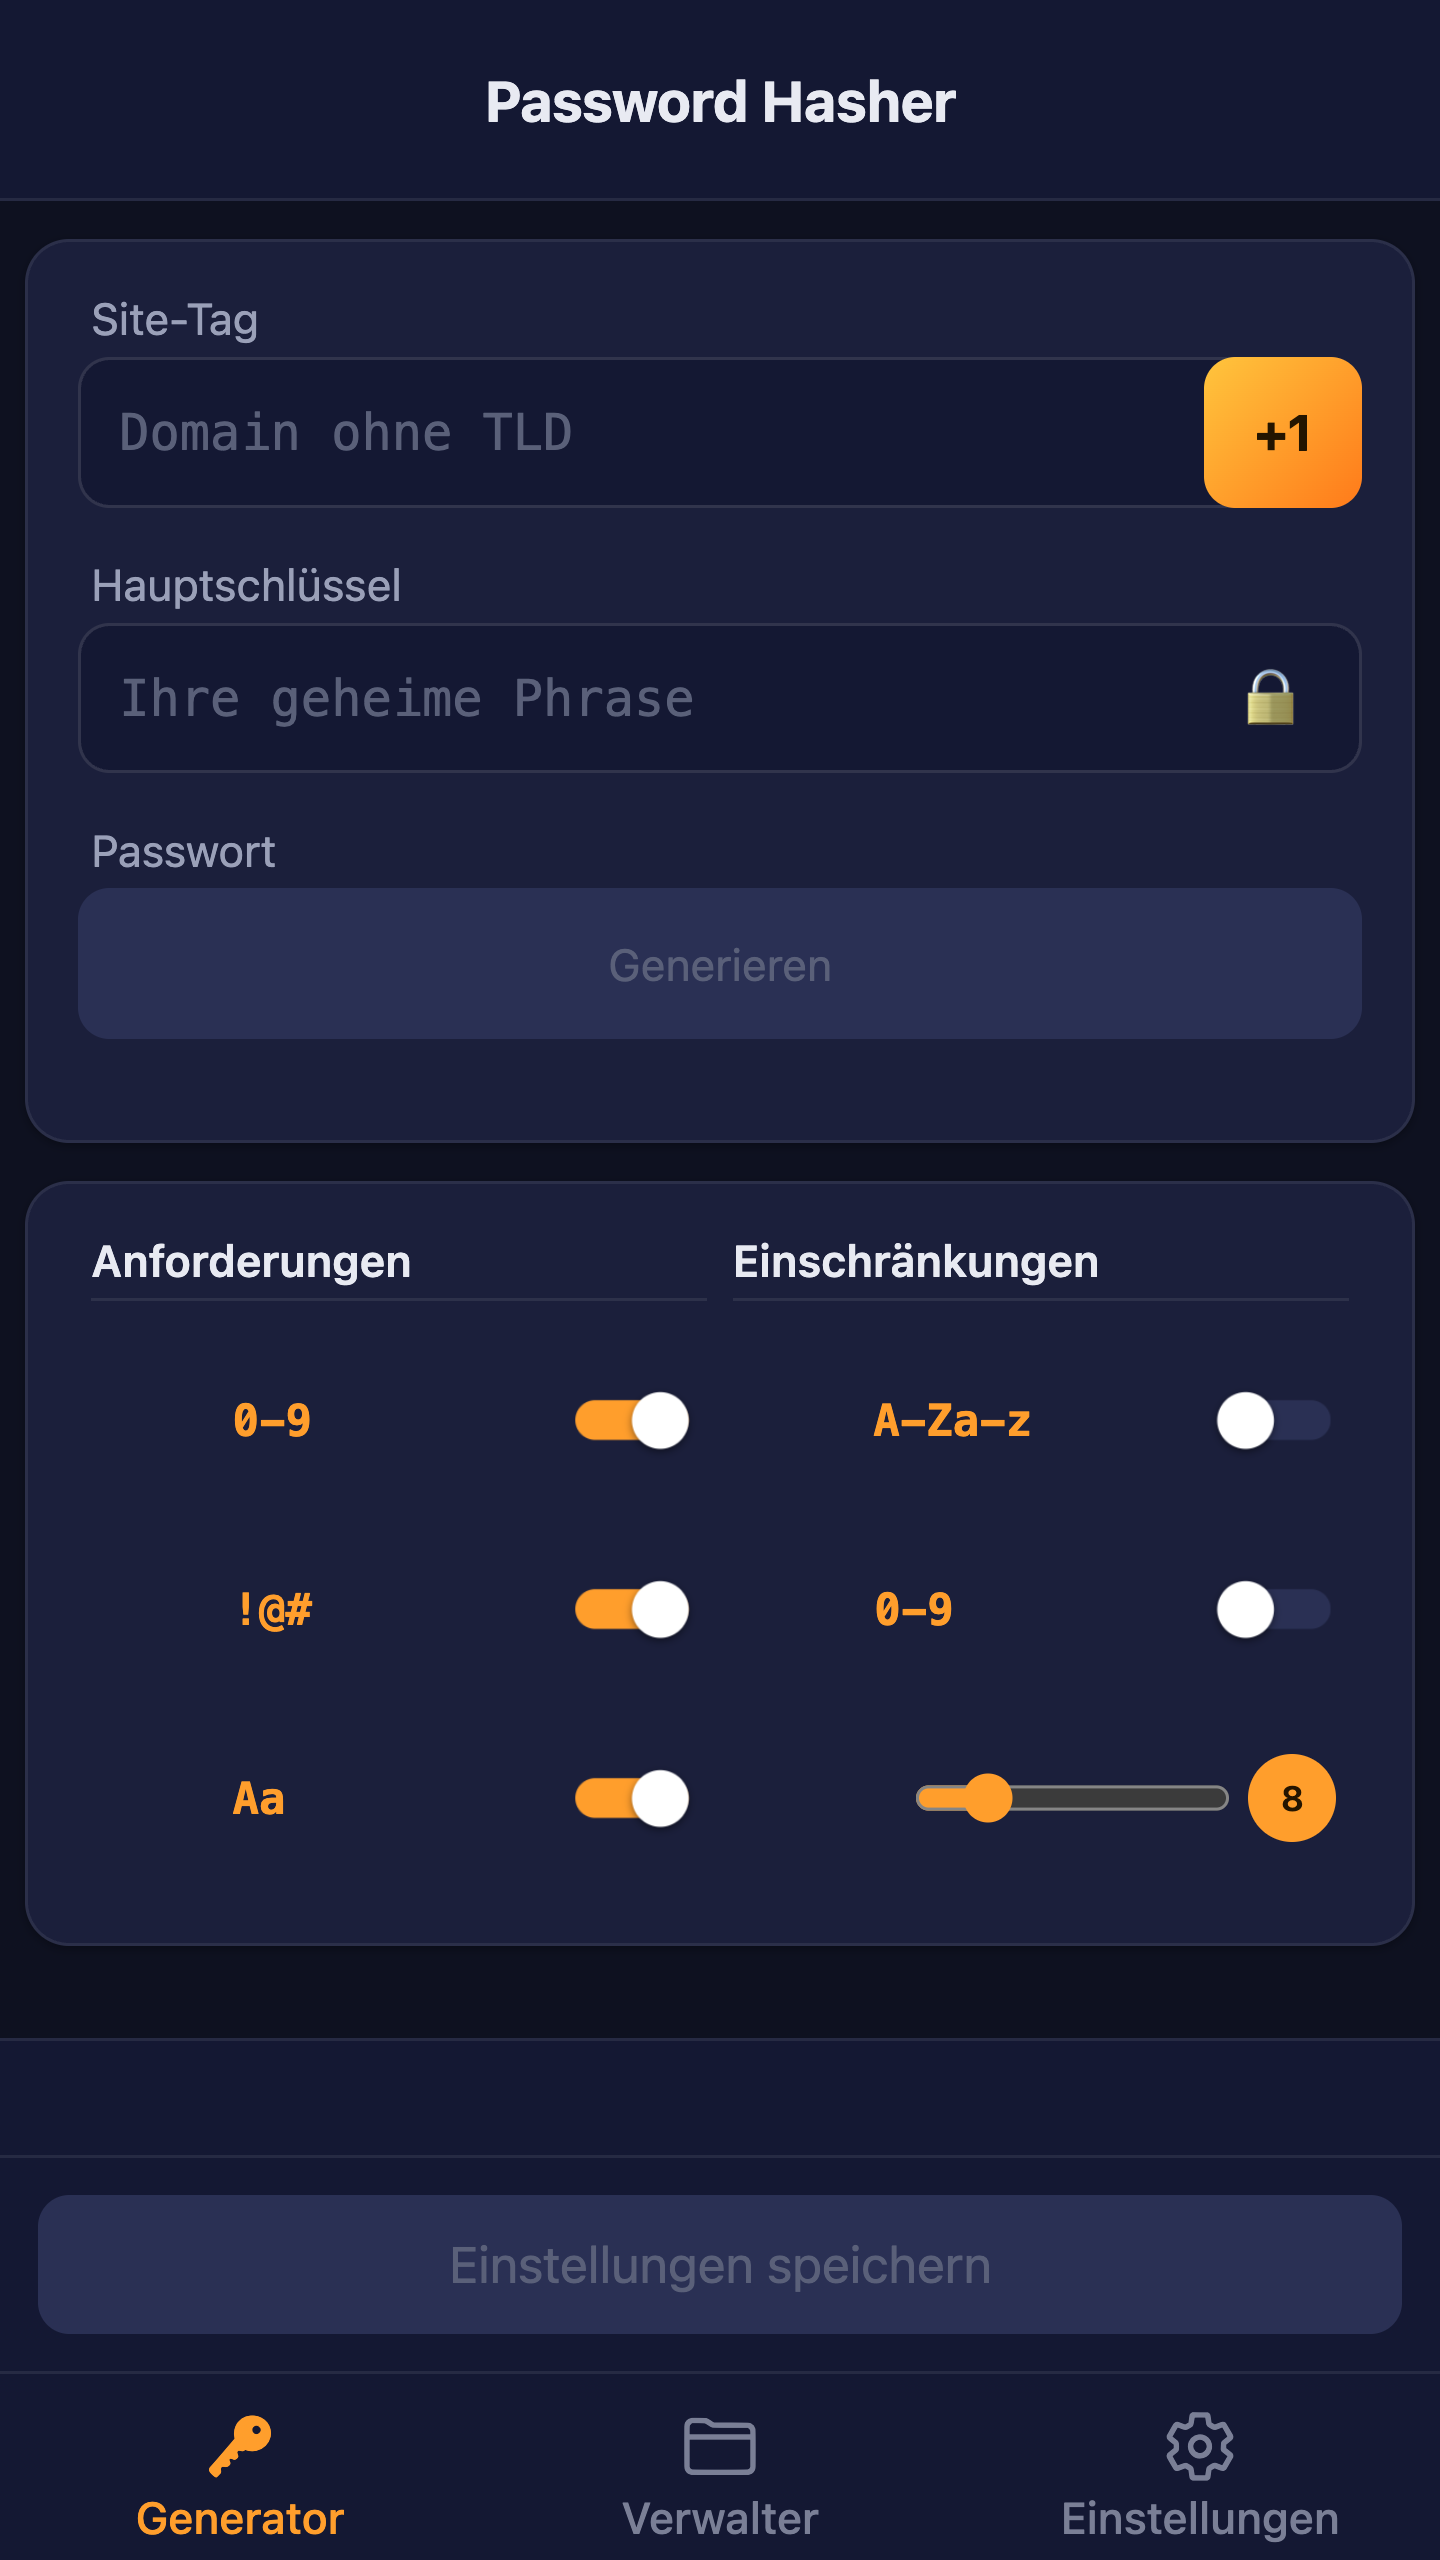 Password Hasher
Site-Tag
Domain ohne TLD
+1
Hauptschlüssel
Ihre geheime Phrase
Passwort
Generieren
Anforderungen
Einschränkungen
0–9
A–Za–z
!@#
0–9
Aa
8
Einstellungen speichern
Generator
Verwalter
Einstellungen